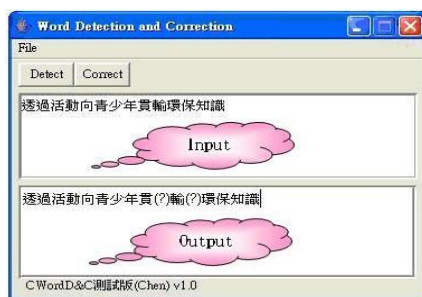 Word Detection and Correction
File
Detect Correct
透過活動向青少年貫輸環保知識
Input
透過活動向青少年貫(?)輸(?)環保知識
Output
CWordD&C測試版(Chen) v1.0